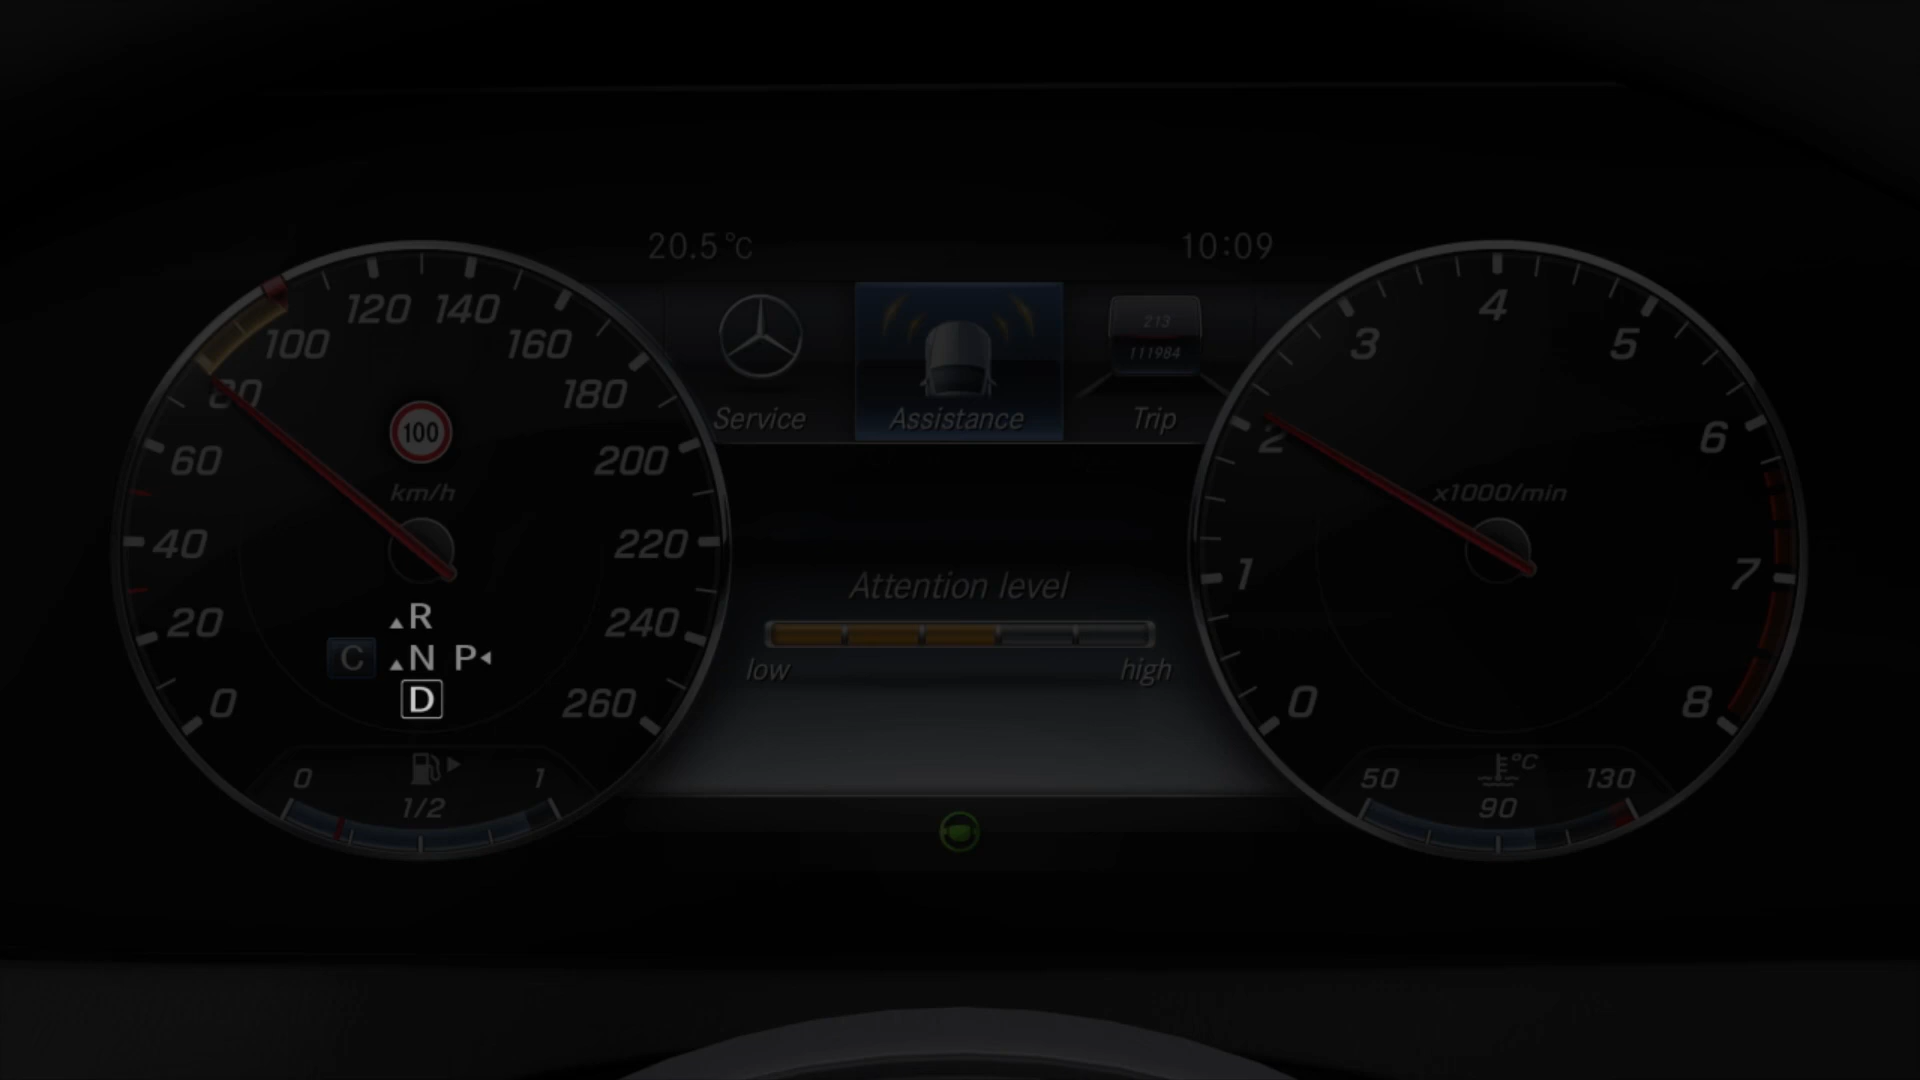 20.5 °C
10:09
120 140
100 160
80 180
60 200
40 220
20 240
0 260
100
km/h
R
C N P
D
0 1
1/2
Service
Assistance
213
111984
Trip
Attention level
low high
4
3 5
2 6
x1000/min
1 7
0 8
°C
50 130
90